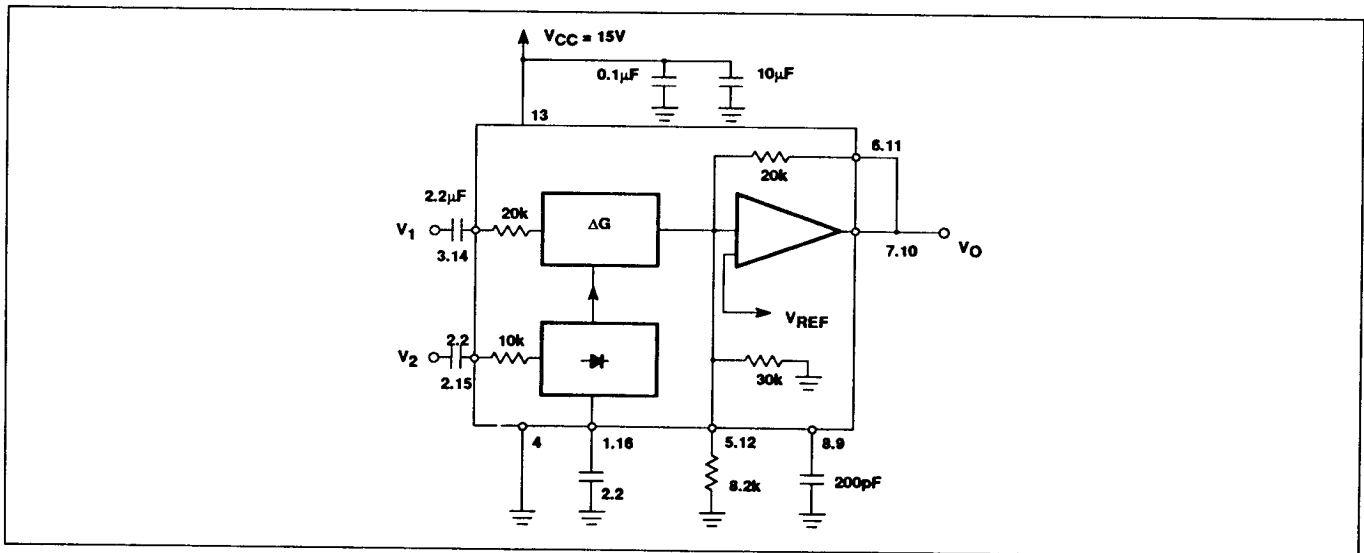 VCC = 15V
0.1µF
10µF
13
6.11
20k
2.2µF
20k
ΔG
V1
3.14
7.10
VO
VREF
V2
2.2
10k
2.15
30k
4
1.16
5.12
8.9
2.2
8.2k
200pF